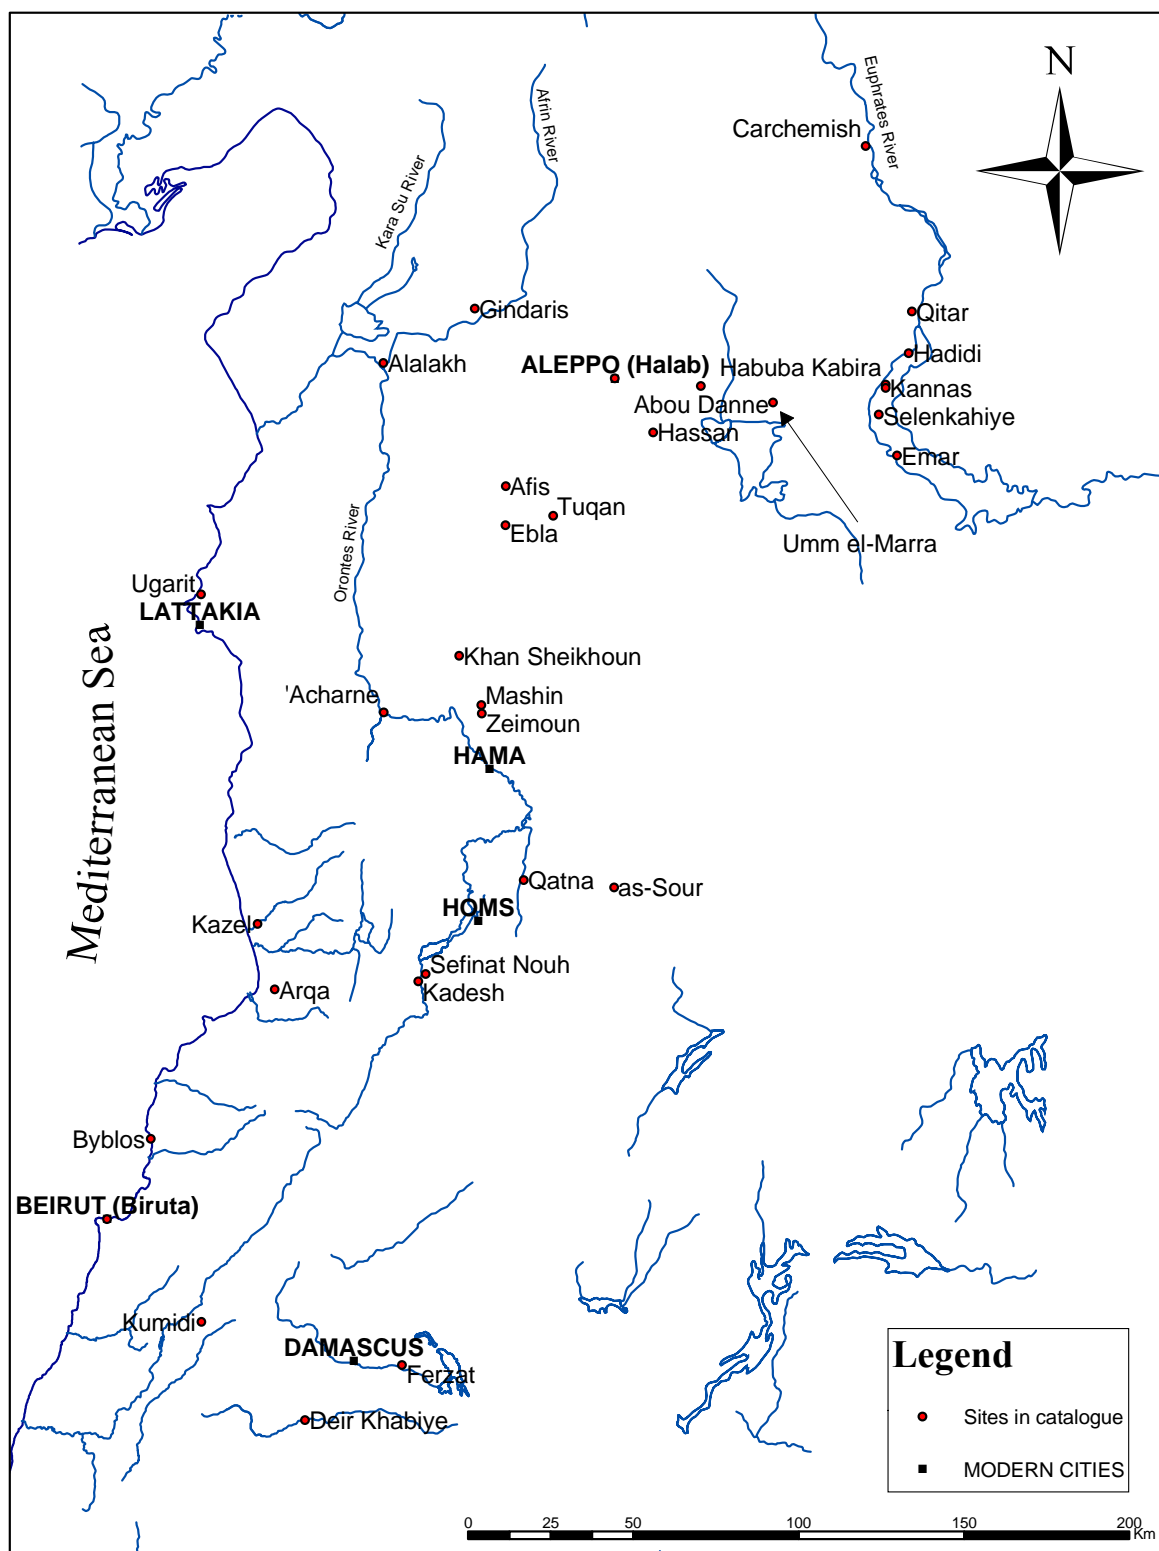 N
Euphrates River
Afrin River
Carchemish
Kara Su River
Gindaris
Qitar
Alalakh
ALEPPO (Halab)
Hadidi
Habuba Kabira
Kannas
Abou Danne
Selenkahiye
Hassan
Emar
Afis
Tuqan
Ebla
Umm el-Marra
Orontes River
Ugarit
LATTAKIA
Mediterranean Sea
Khan Sheikhoun
'Acharne
Mashin
Zeimoun
HAMA
Qatna
as-Sour
HOMS
Kazel
Sefinat Nouh
Kadesh
Arqa
Byblos
BEIRUT (Biruta)
Kumidi
DAMASCUS
Ferzat
Deir Khabiye
Legend
Sites in catalogue
MODERN CITIES
0 25 50 100 150 200
Km